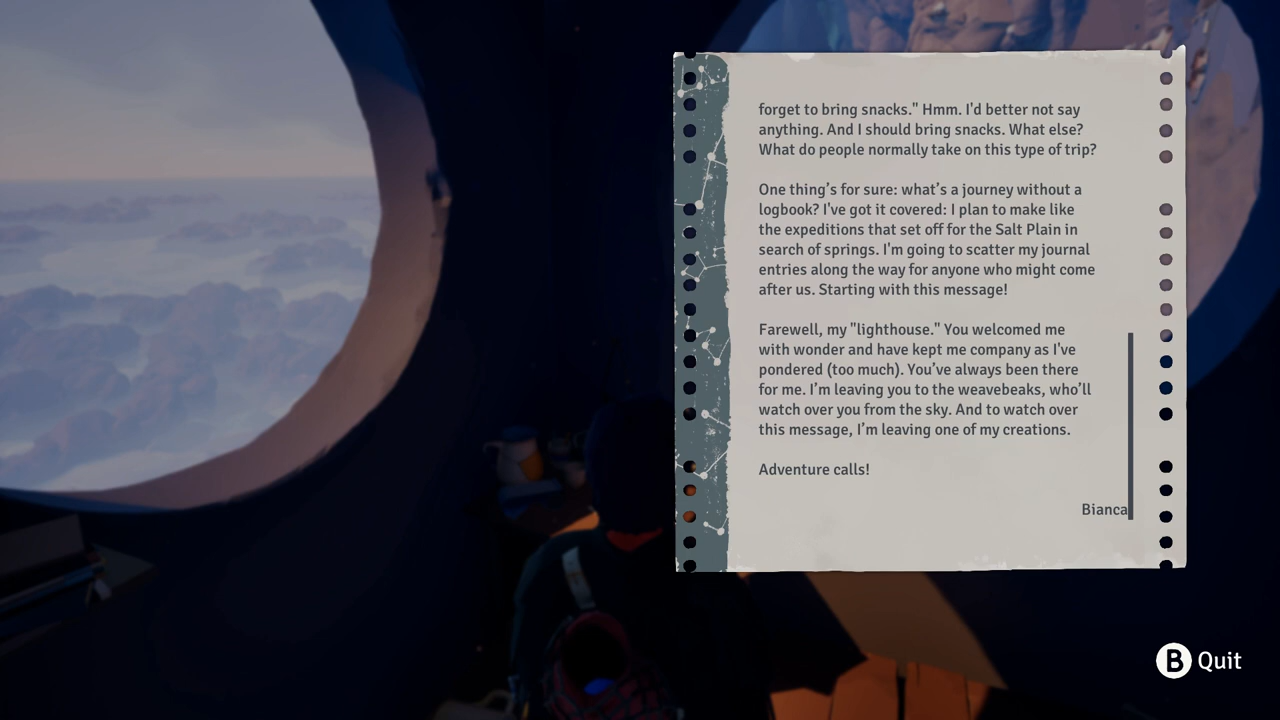 forget to bring snacks." Hmm. I'd better not say
anything. And I should bring snacks. What else?
What do people normally take on this type of trip?
One thing’s for sure: what’s a journey without a
logbook? I've got it covered: I plan to make like
the expeditions that set off for the Salt Plain in
search of springs. I'm going to scatter my journal
entries along the way for anyone who might come
after us. Starting with this message!
Farewell, my "lighthouse." You welcomed me
with wonder and have kept me company as I’ve
pondered (too much). You’ve always been there
for me. I’m leaving you to the weavebeaks, who’ll
watch over you from the sky. And to watch over
this message, I’m leaving one of my creations.
Adventure calls!
Bianca
B Quit